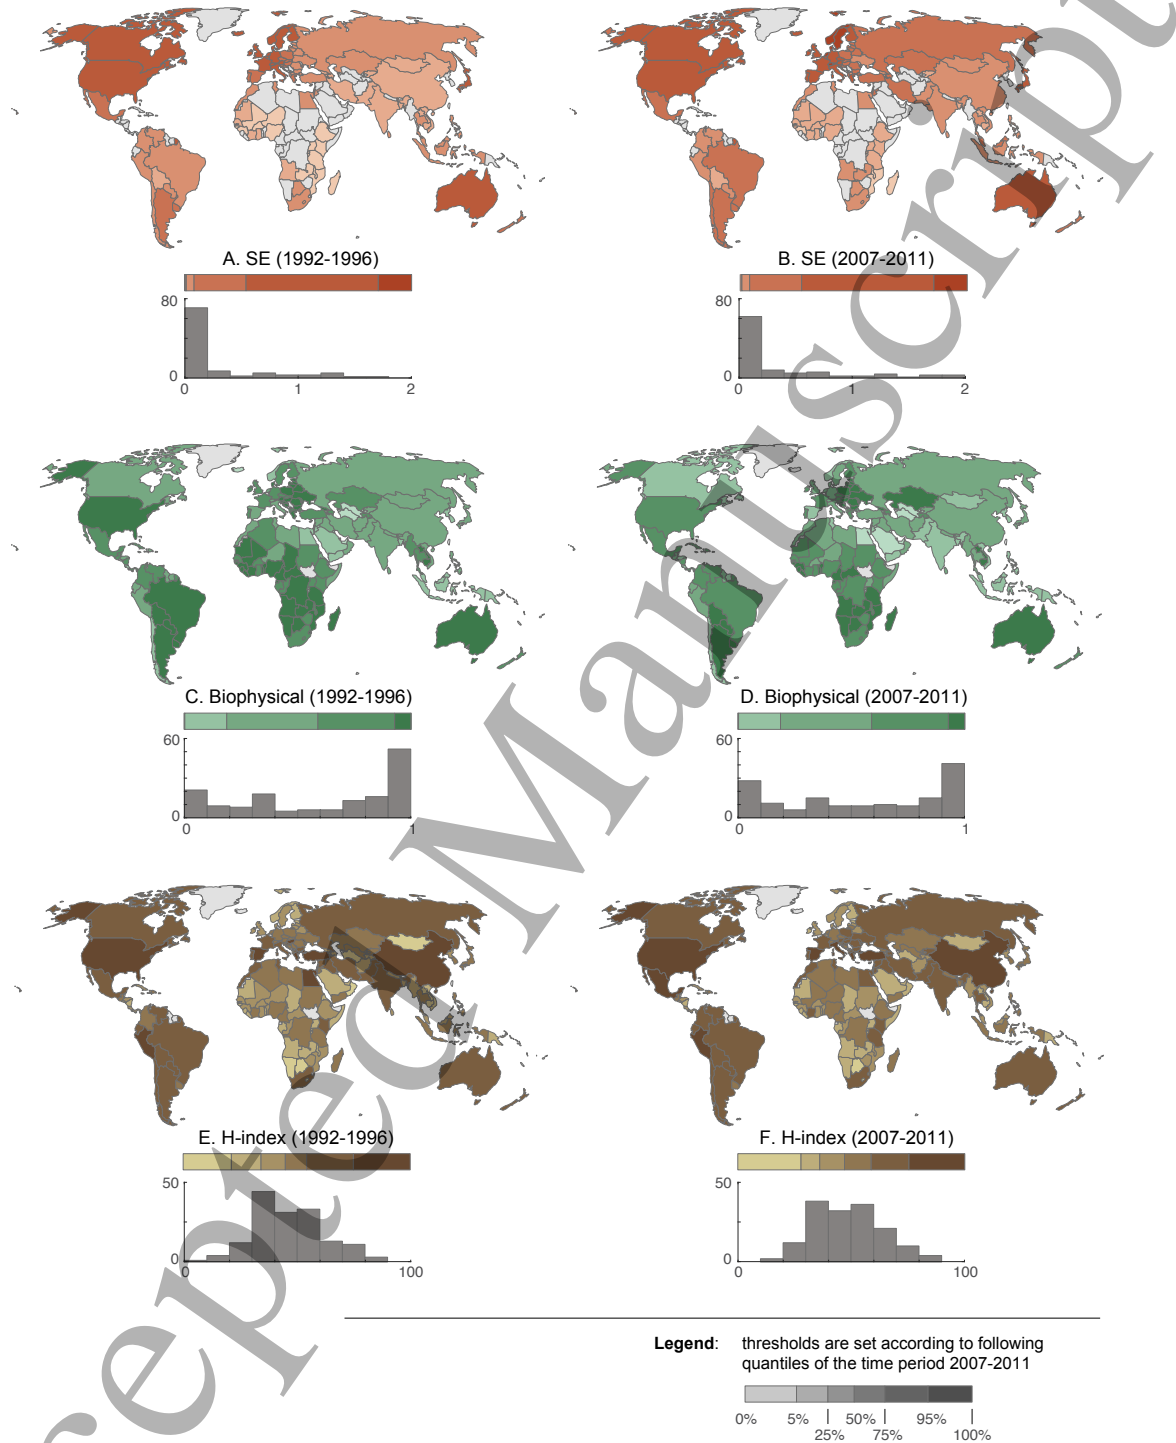 A. SE (1992-1996)
B. SE (2007-2011)
80
0
0
1
2
80
0
0
1
2
C. Biophysical (1992-1996)
D. Biophysical (2007-2011)
60
0
0
1
60
0
0
1
E. H-index (1992-1996)
F. H-index (2007-2011)
50
0
0
100
50
0
0
100
Legend: thresholds are set according to following
quantiles of the time period 2007-2011
0% 5% 50% 95%
25% 75% 100%
cepted Manuscript